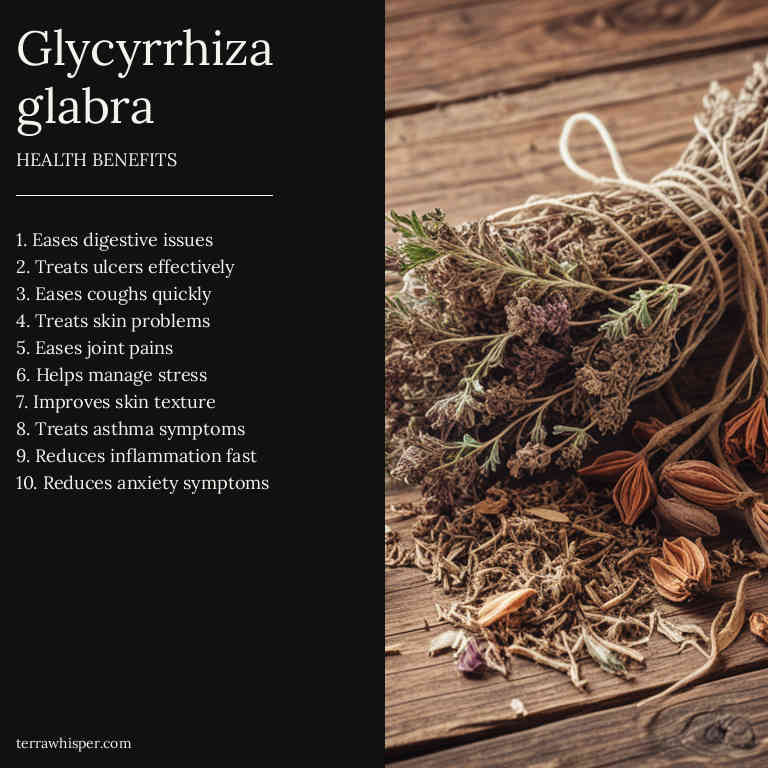 Glycyrrhiza
glabra
HEALTH BENEFITS
1. Eases digestive issues
2. Treats ulcers effectively
3. Eases coughs quickly
4. Treats skin problems
5. Eases joint pains
6. Helps manage stress
7. Improves skin texture
8. Treats asthma symptoms
9. Reduces inflammation fast
10. Reduces anxiety symptoms
terrawhisper.com